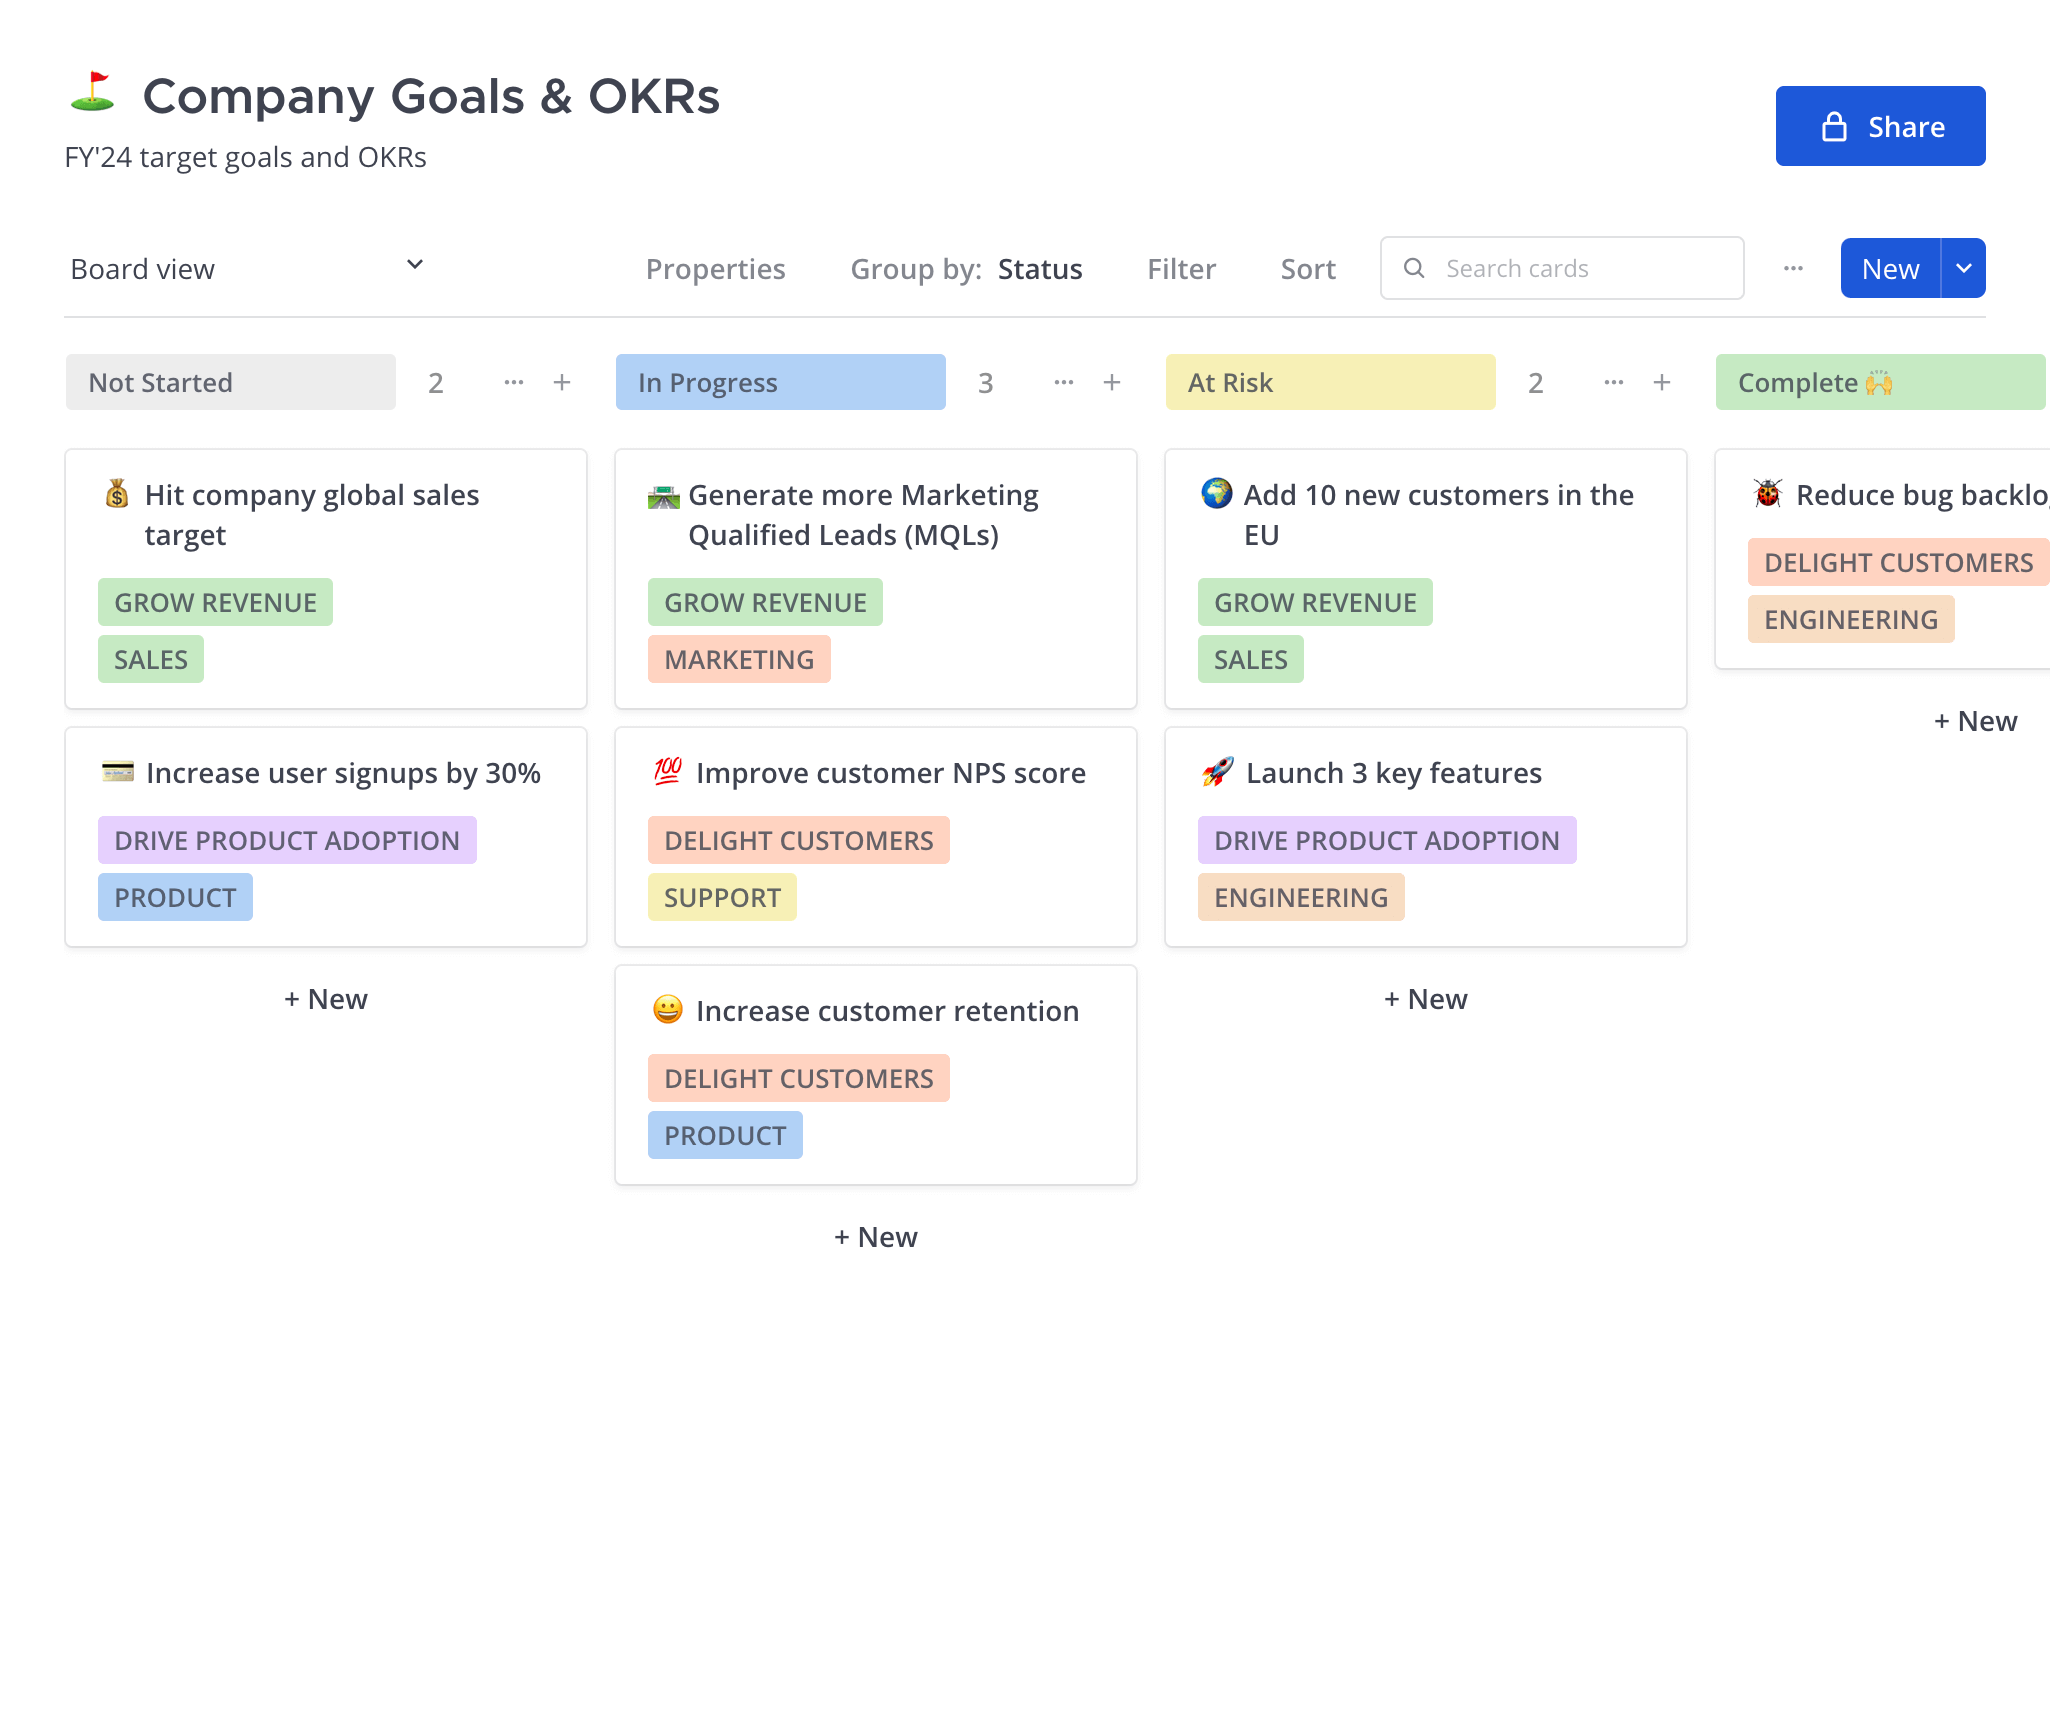 Company Goals & OKRs
FY'24 target goals and OKRs
Share
Board view
Properties
Group by: Status
Filter
Sort
Search cards
New
Not Started
2
In Progress
3
At Risk
2
Complete 🙌
Hit company global sales
target
GROW REVENUE
SALES
Increase user signups by 30%
DRIVE PRODUCT ADOPTION
PRODUCT
+ New
Generate more Marketing
Qualified Leads (MQLs)
GROW REVENUE
MARKETING
💯 Improve customer NPS score
DELIGHT CUSTOMERS
SUPPORT
Increase customer retention
DELIGHT CUSTOMERS
PRODUCT
+ New
Add 10 new customers in the
EU
GROW REVENUE
SALES
Launch 3 key features
DRIVE PRODUCT ADOPTION
ENGINEERING
+ New
Reduce bug
DELIGHT CUSTOMERS
ENGINEERING
+ New